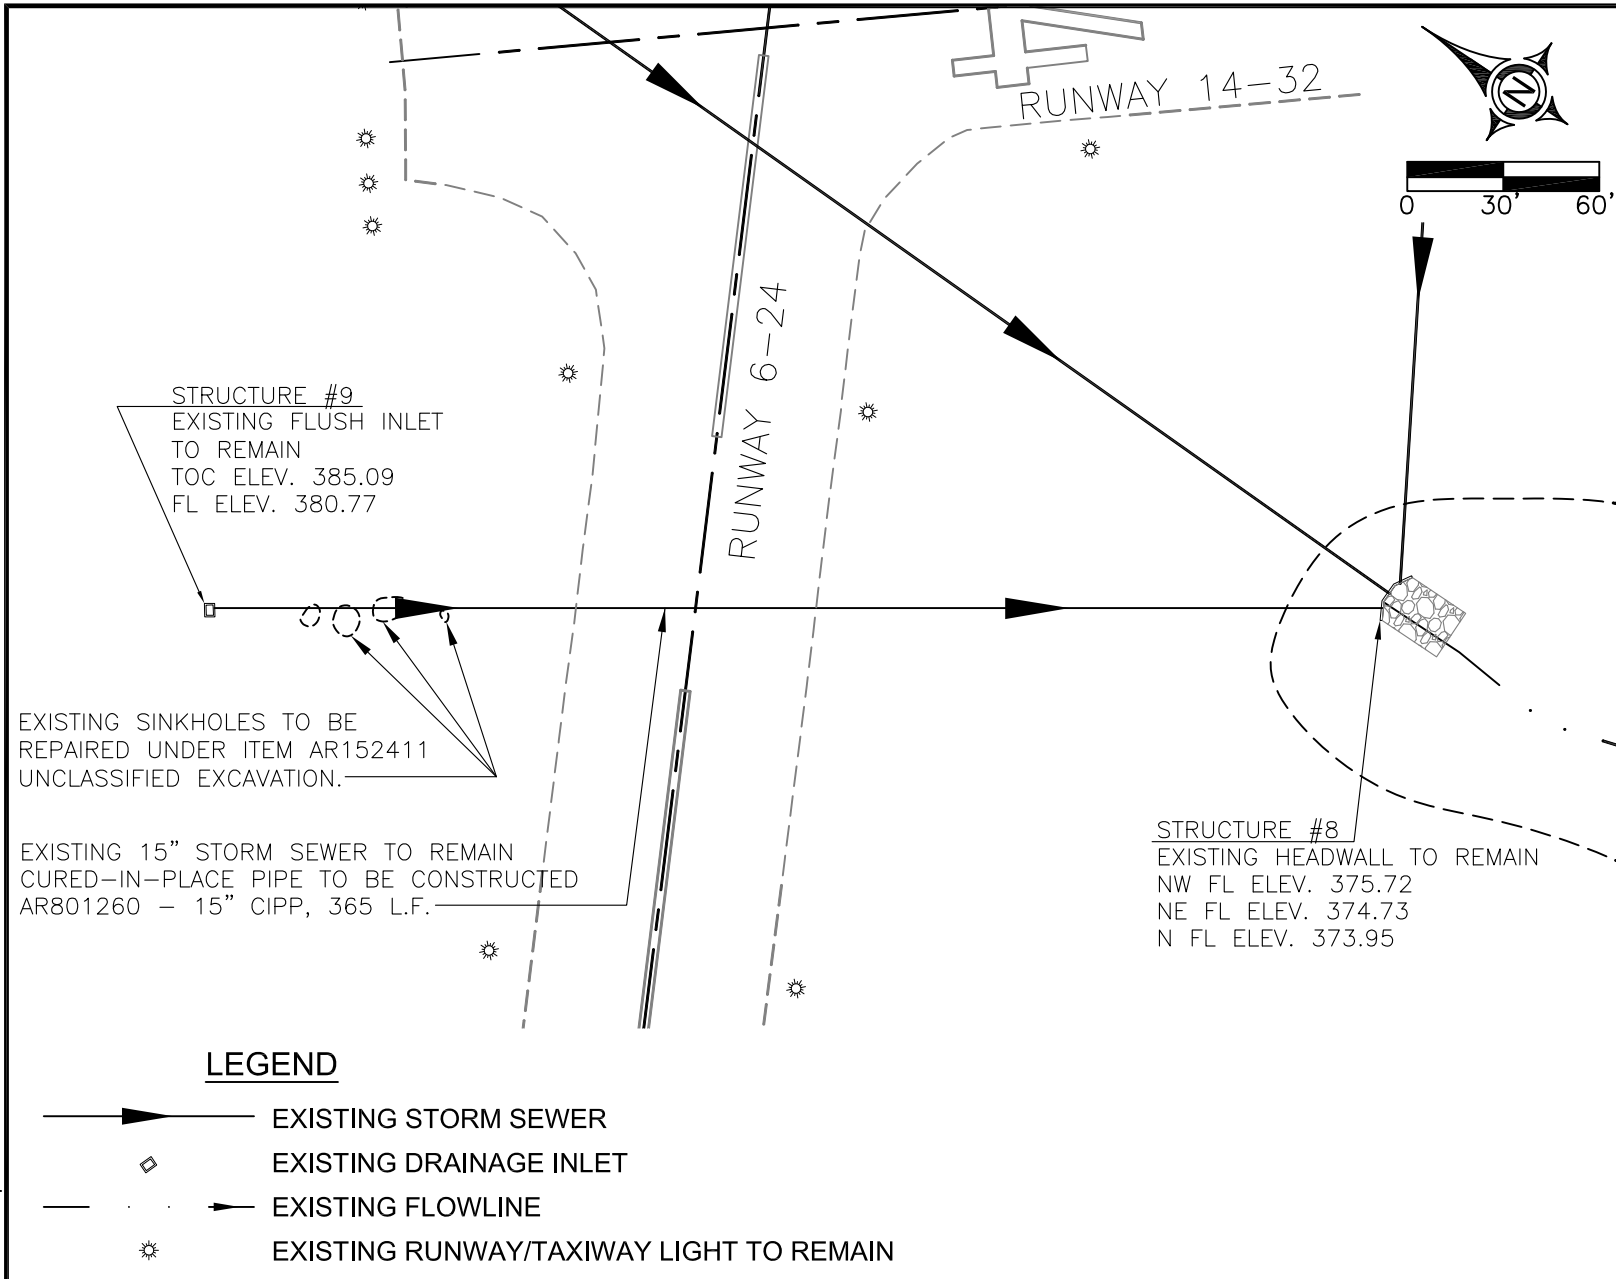 4
RUNWAY 14-32
N
0 30' 60'
RUNWAY 6-24
STRUCTURE #9
EXISTING FLUSH INLET
TO REMAIN
TOC ELEV. 385.09
FL ELEV. 380.77
EXISTING SINKHOLES TO BE
REPAIRED UNDER ITEM AR152411
UNCLASSIFIED EXCAVATION.
EXISTING 15" STORM SEWER TO REMAIN
CURED-IN-PLACE PIPE TO BE CONSTRUCTED
AR801260 - 15" CIPP, 365 L.F.
STRUCTURE #8
EXISTING HEADWALL TO REMAIN
NW FL ELEV. 375.72
NE FL ELEV. 374.73
N FL ELEV. 373.95
LEGEND
EXISTING STORM SEWER
EXISTING DRAINAGE INLET
EXISTING FLOWLINE
EXISTING RUNWAY/TAXIWAY LIGHT TO REMAIN